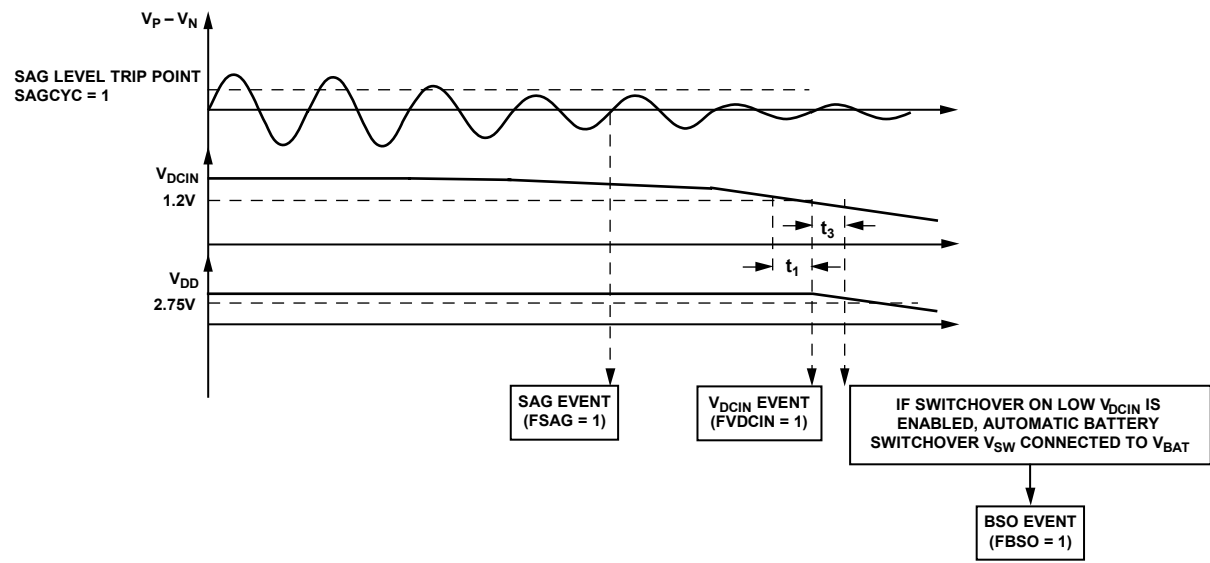 VP – VN
SAG LEVEL TRIP POINT
SAGCYC = 1
VDCIN
1.2V
t3
t1
VDD
2.75V
SAG EVENT
(FSAG = 1)
VDCIN EVENT
(FVDCIN = 1)
IF SWITCHOVER ON LOW VDCIN IS
ENABLED, AUTOMATIC BATTERY
SWITCHOVER VSW CONNECTED TO VBAT
BSO EVENT
(FBSO = 1)